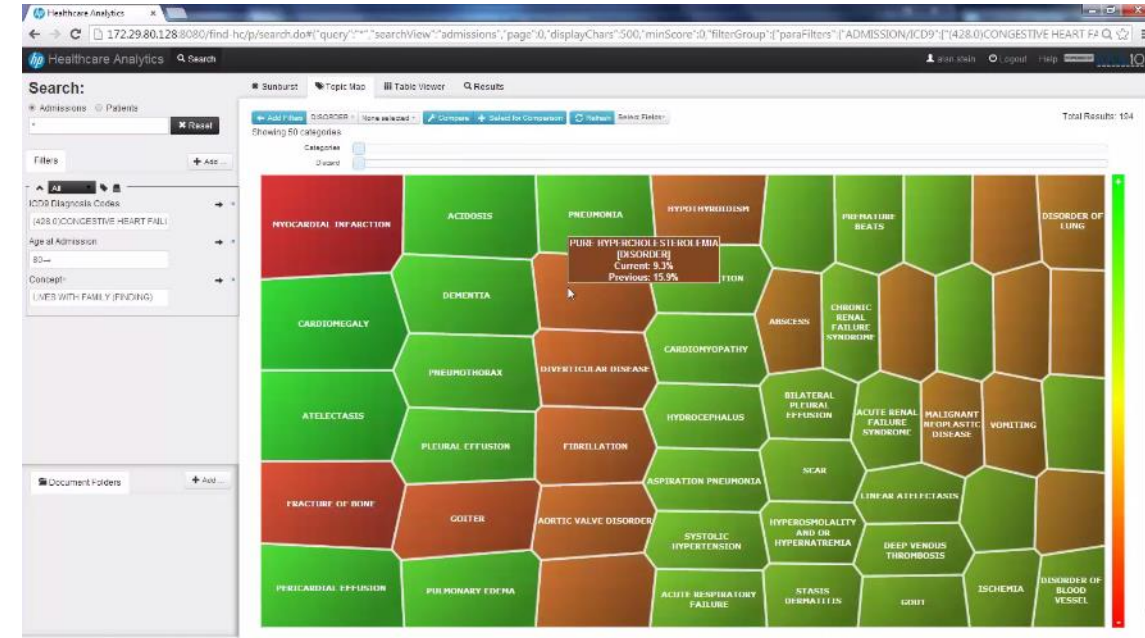 Healthcare Analytics
172.29.80.128:8080/find-hc/p/search.do#{"query":"*","searchView":"admissions","page":0,"displayChars":500,"minScore":0,"filterGroup":{"paraFilters":{"ADMISSION/ICD9":["(428.0)CONGESTIVE HEART FA
hp Healthcare Analytics Search
alan.stein Logout Help
Search:
Admissions Patients
*
Reset
Filers
Add ...
All
ICD9 Diagnosis Codes
(428.0)CONGESTIVE HEART FAILU
Age at Admission
80
Concept
LIVES WITH FAMILY (FINDING)
Document Folders
Add ...
Sunburst Topic Map Table Viewer Results
Add Filters DISORDER None selected Compare Select for Comparison Refresh Select Fields
Total Results: 194
Showing 50 categories
Categories
Discard
MYOCARDIAL INFARCTION
CARDIOMEGALY
ATELECTASIS
FRACTURE OF BONE
PERICARDIAL EFFUSION
ACIDOSIS
DEMENTIA
PNEUMOTHORAX
PLEURAL EFFUSION
GOITER
PULMONARY EDEMA
PNEUMONIA
PURE HYPERCHOLESTEROLEMIA
[DISORDER]
Current: 9.3%
Previous: 15.9%
DIVERTICULAR DISEASE
FIBRILLATION
AORTIC VALVE DISORDER
HYPOTHYROIDISM
TION
CARDIOMYOPATHY
HYDROCEPHALUS
ASPIRATION PNEUMONIA
SYSTOLIC
HYPERTENSION
ACUTE RESPIRATORY
FAILURE
PREMATURE
BEATS
ABSCESS
CHRONIC
RENAL
FAILURE
SYNDROME
BILATERAL
PLEURAL
EFFUSION
ACUTE RENAL
FAILURE
SYNDROME
MALIGNANT
NEOPLASTIC
DISEASE
VOMITING
SCAR
LINEAR ATELECTASIS
HYPEROSMOLALITY
AND OR
HYPERNATREMIA
DEEP VENOUS
THROMBOSIS
STASIS
DERMATITIS
GOUT
ISCHEMIA
DISORDER OF
LUNG
DISORDER OF
BLOOD
VESSEL